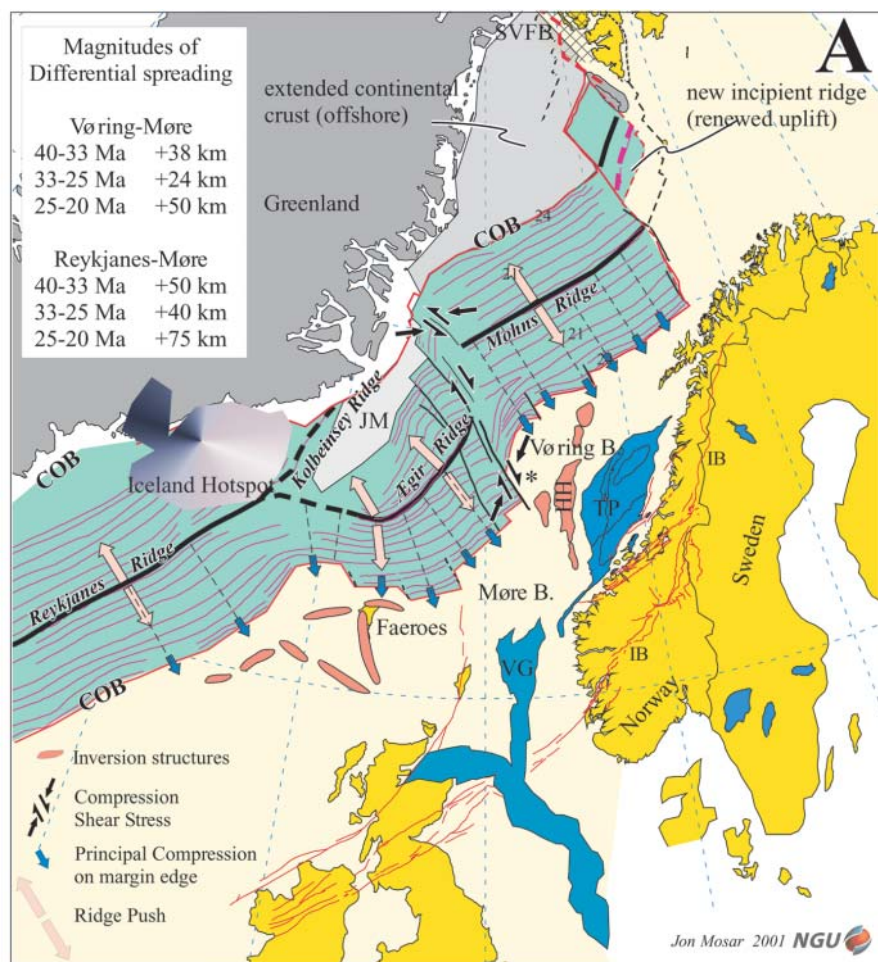 Magnitudes of
Differential spreading
Vøring-Møre
40-33 Ma +38 km
33-25 Ma +24 km
25-20 Ma +50 km
Reykjanes-Møre
40-33 Ma +50 km
33-25 Ma +40 km
25-20 Ma +75 km
SVFB
A
extended continental
crust (offshore)
new incipient ridge
(renewed uplift)
Greenland
COB
24
Mohns Ridge
21
Kolbeinsey Ridge
JM
Ægir Ridge
Vøring B.
*
HH
TP
IB
Sweden
COB
Iceland Hotspot
Reykjanes Ridge
Møre B.
Faeroes
VG
IB
Norway
COB
Inversion structures
Compression
Shear Stress
Principal Compression
on margin edge
Ridge Push
Jon Mosar 2001 NGU